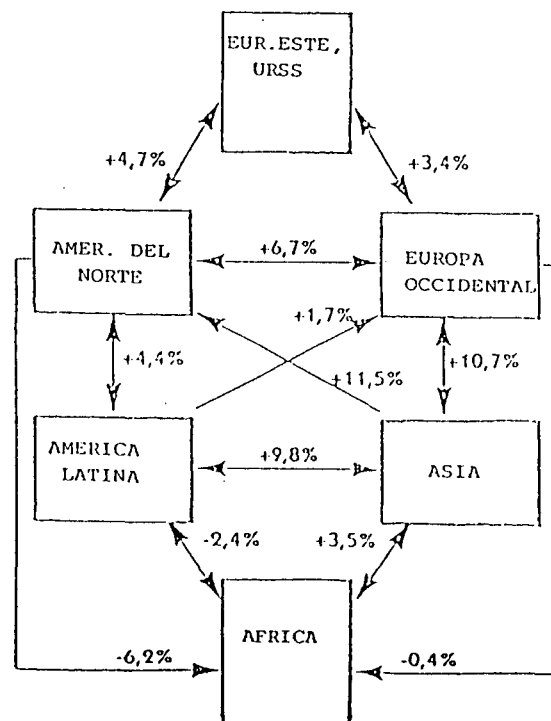 EUR.ESTE,
URSS
+4,7%
+3,4%
AMER. DEL
NORTE
+6,7%
EUROPA
OCCIDENTAL
+1,7%
+4,4%
+11,5%
+10,7%
AMERICA
LATINA
+9,8%
ASIA
-2,4%
+3,5%
AFRICA
-6,2%
-0,4%